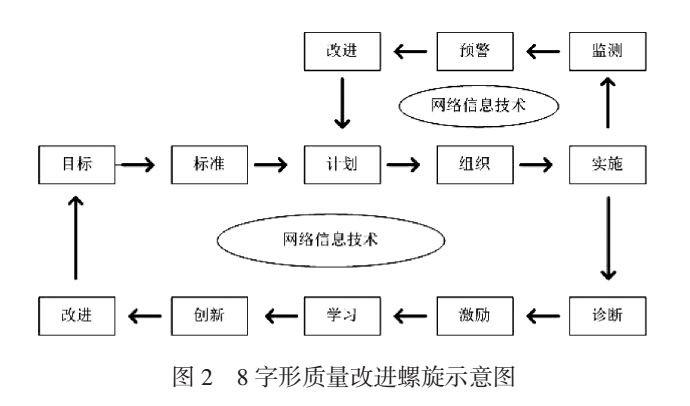 改进 预警 监测
网络信息技术
目标 标准 计划 组织 实施
网络信息技术
改进 创新 学习 激励 诊断
图 2 8 字形质量改进螺旋示意图